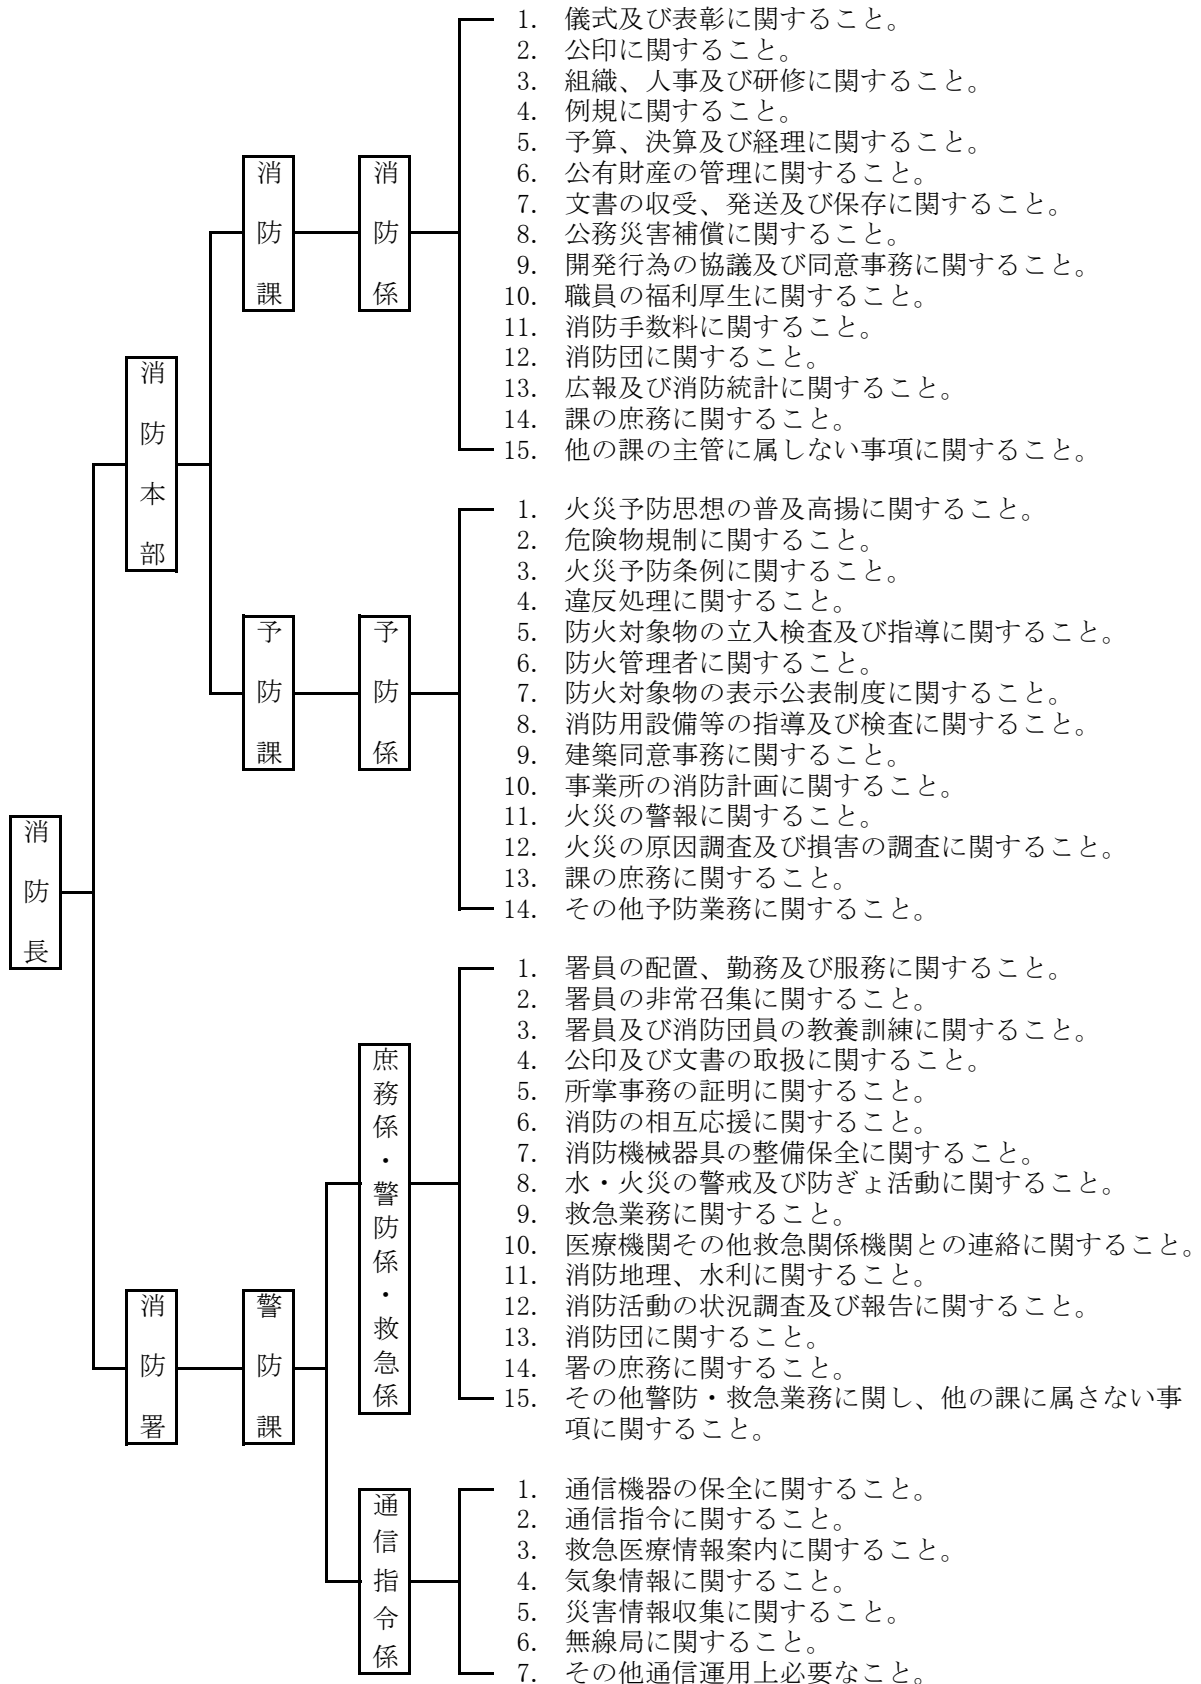 消防長
消防本部
消防課
消防係
1. 儀式及び表彰に関すること。
2. 公印に関すること。
3. 組織、人事及び研修に関すること。
4. 例規に関すること。
5. 予算、決算及び経理に関すること。
6. 公有財産の管理に関すること。
7. 文書の収受、発送及び保存に関すること。
8. 公務災害補償に関すること。
9. 開発行為の協議及び同意事務に関すること。
10. 職員の福利厚生に関すること。
11. 消防手数料に関すること。
12. 消防団に関すること。
13. 広報及び消防統計に関すること。
14. 課の庶務に関すること。
15. 他の課の主管に属しない事項に関すること。
予防課
予防係
1. 火災予防思想の普及高揚に関すること。
2. 危険物規制に関すること。
3. 火災予防条例に関すること。
4. 違反処理に関すること。
5. 防火対象物の立入検査及び指導に関すること。
6. 防火管理者に関すること。
7. 防火対象物の表示公表制度に関すること。
8. 消防用設備等の指導及び検査に関すること。
9. 建築同意事務に関すること。
10. 事業所の消防計画に関すること。
11. 火災の警報に関すること。
12. 火災の原因調査及び損害の調査に関すること。
13. 課の庶務に関すること。
14. その他予防業務に関すること。
消防署
警防課
庶務係・警防係・救急係
1. 署員の配置、勤務及び服務に関すること。
2. 署員の非常召集に関すること。
3. 署員及び消防団員の教養訓練に関すること。
4. 公印及び文書の取扱に関すること。
5. 所掌事務の証明に関すること。
6. 消防の相互応援に関すること。
7. 消防機械器具の整備保全に関すること。
8. 水・火災の警戒及び防ぎょ活動に関すること。
9. 救急業務に関すること。
10. 医療機関その他救急関係機関との連絡に関すること。
11. 消防地理、水利に関すること。
12. 消防活動の状況調査及び報告に関すること。
13. 消防団に関すること。
14. 署の庶務に関すること。
15. その他警防・救急業務に関し、他の課に属さない事
項に関すること。
通信指令係
1. 通信機器の保全に関すること。
2. 通信指令に関すること。
3. 救急医療情報案内に関すること。
4. 気象情報に関すること。
5. 災害情報収集に関すること。
6. 無線局に関すること。
7. その他通信運用上必要なこと。